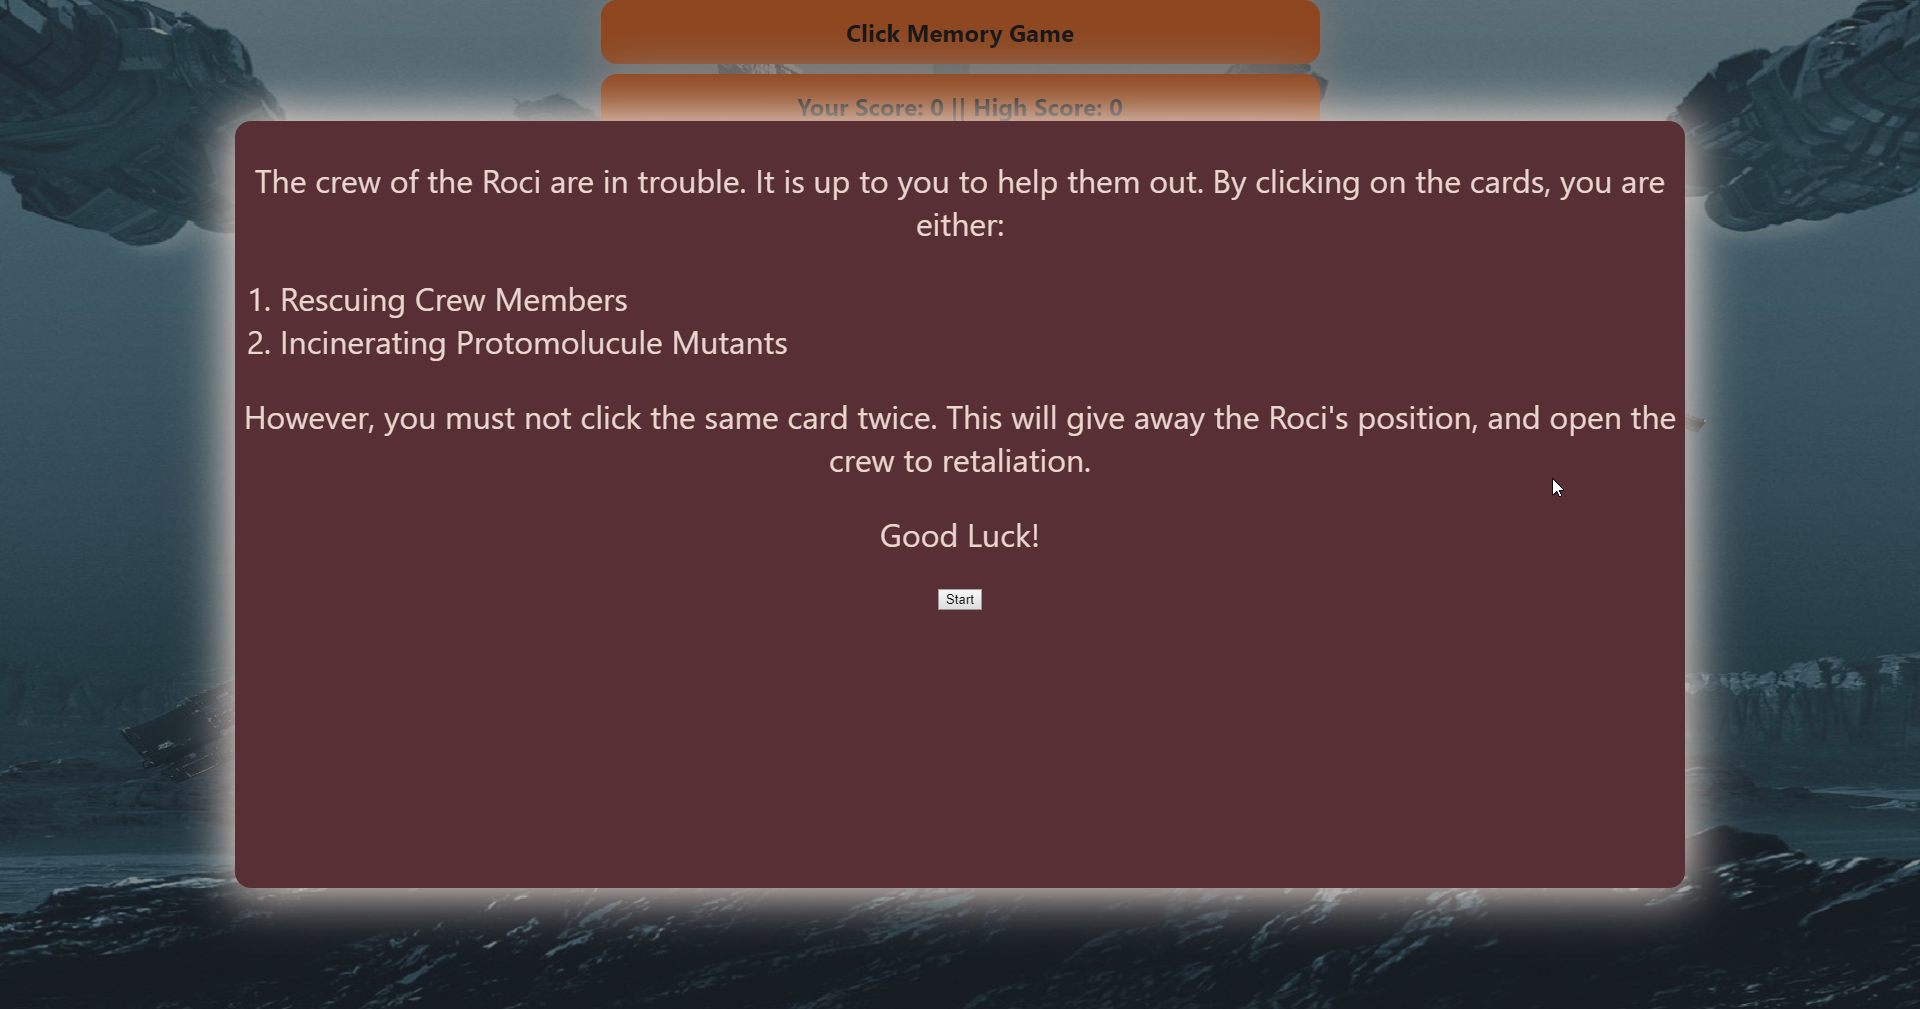 Click Memory Game
Your Score: 0 || High Score: 0
The crew of the Roci are in trouble. It is up to you to help them out. By clicking on the cards, you are
either:
1. Rescuing Crew Members
2. Incinerating Protomolucule Mutants
However, you must not click the same card twice. This will give away the Roci's position, and open the
crew to retaliation.
Good Luck!
Start